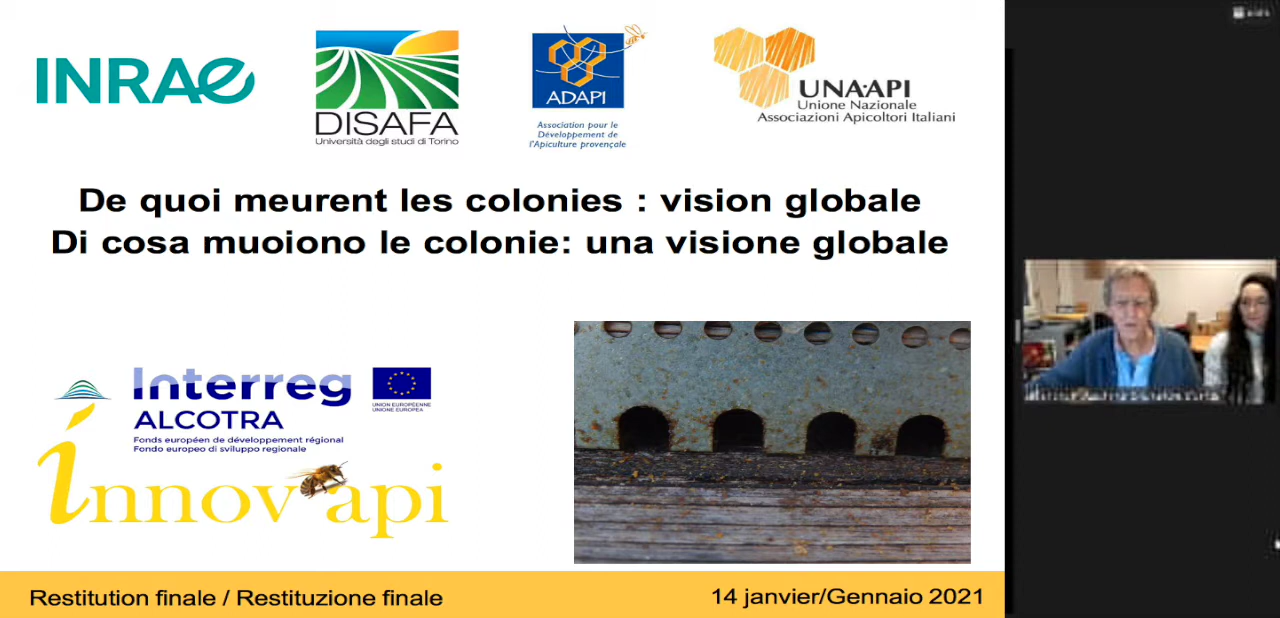 INRAE
DISAFA
Università degli studi di Torino
ADAPI
Association pour le
Développement de
l'Apiculture provençale
UNA·API
Unione Nazionale
Associazioni Apicoltori Italiani
De quoi meurent les colonies : vision globale
Di cosa muoiono le colonie: una visione globale
Interreg
ALCOTRA
UNION EUROPÉENNE
UNIONE EUROPEA
Fonds européen de développement régional
Fondo europeo di sviluppo regionale
innov'api
Restitution finale / Restituzione finale
14 janvier/Gennaio 2021